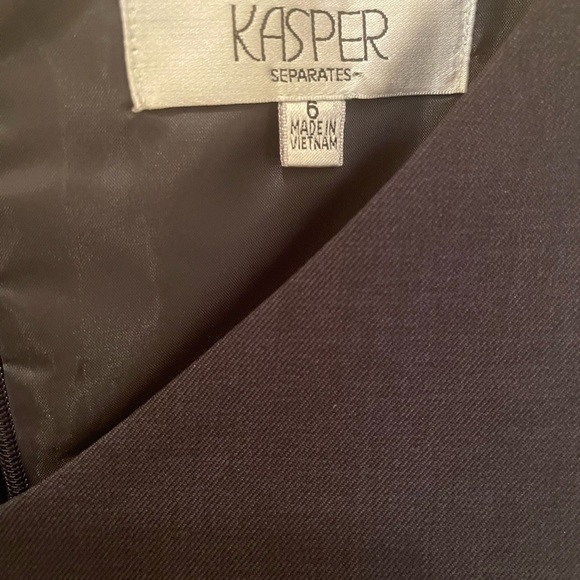 KASPER
SEPARATES
6
MADE IN
VIETNAM